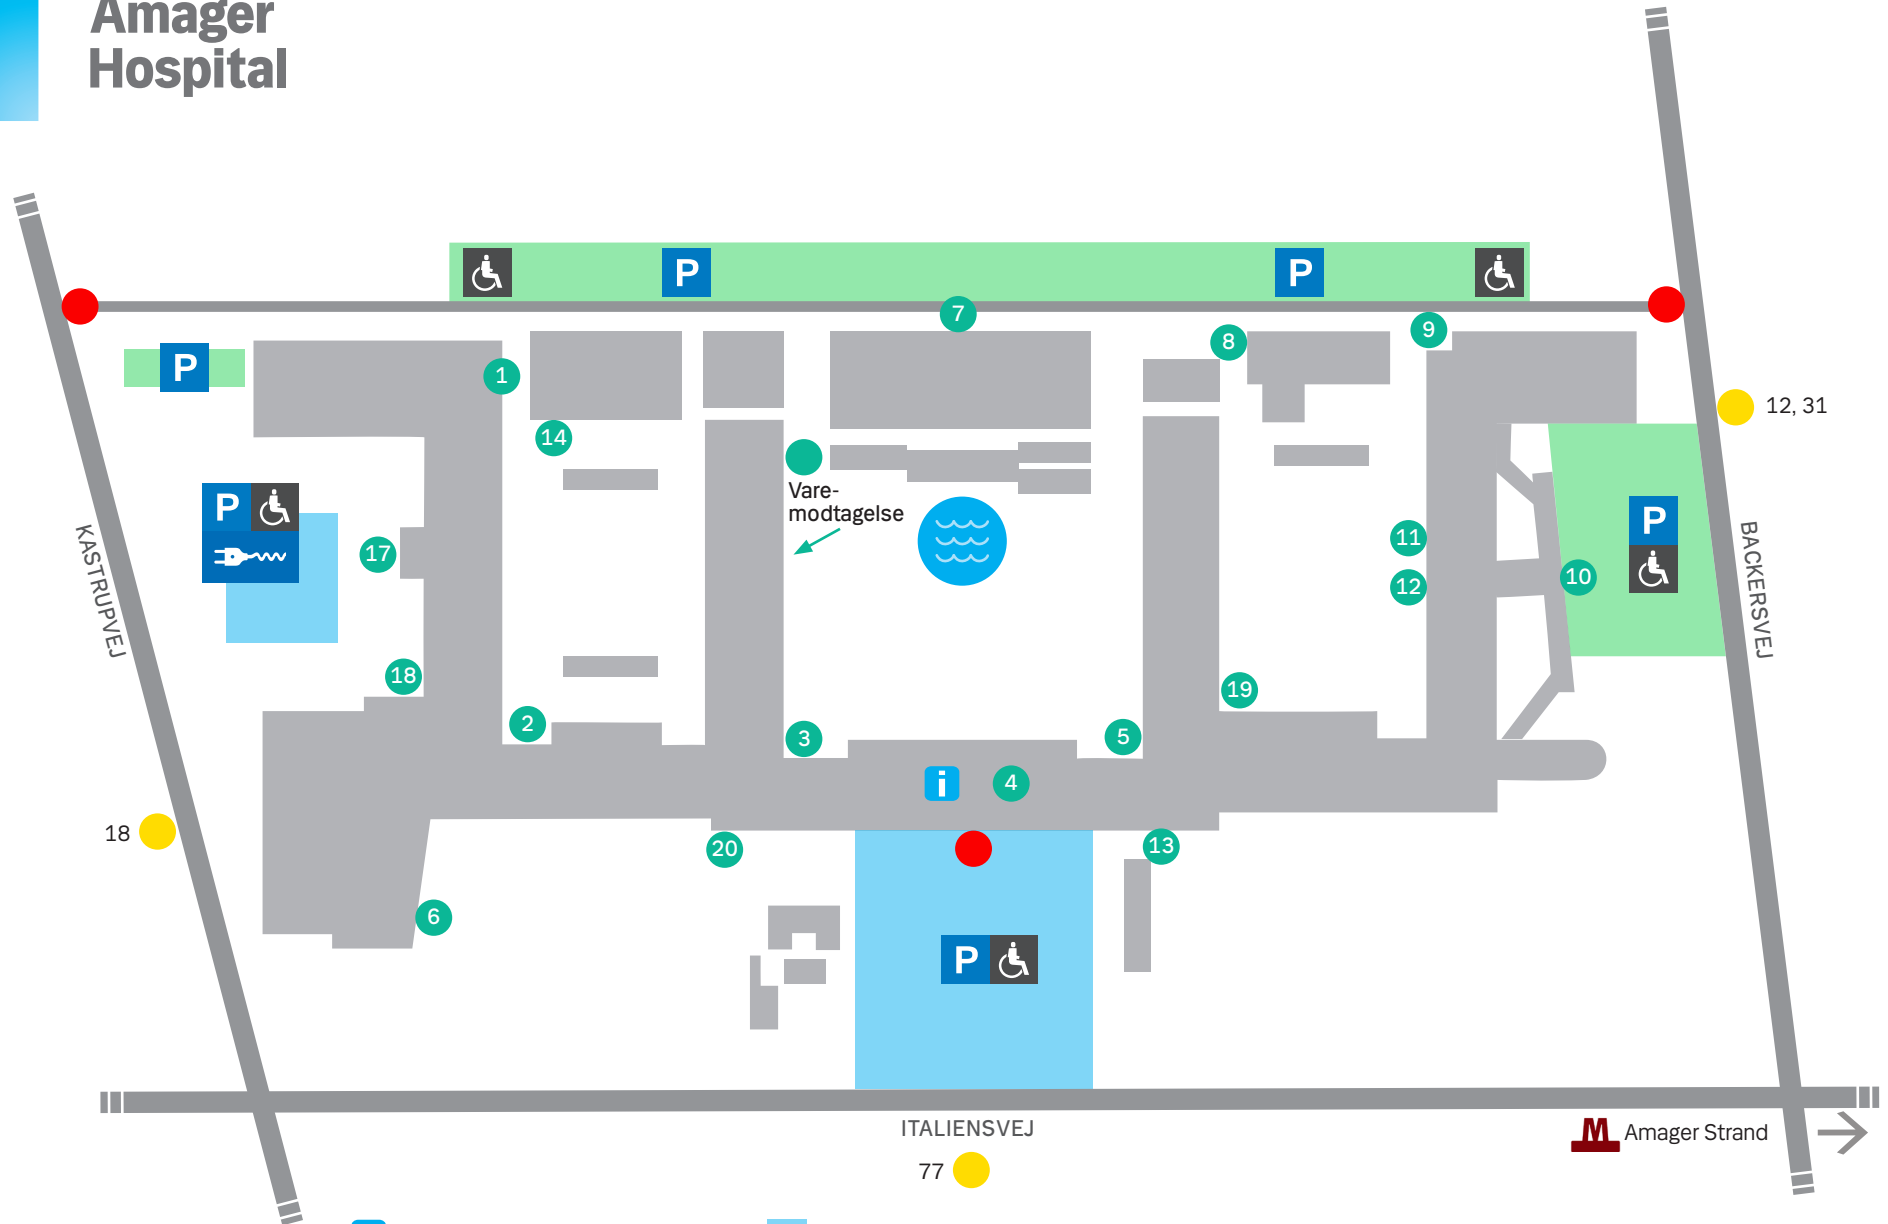 Amager
Hospital
P
P
7
9
8
P
1
12, 31
14
Vare-
modtagelse
P
P
KASTRUPVEJ
BACKERSVEJ
11
17
10
12
18
19
2
3
5
i
4
18
20
13
6
P
ITALIENSVEJ
M Amager Strand
77